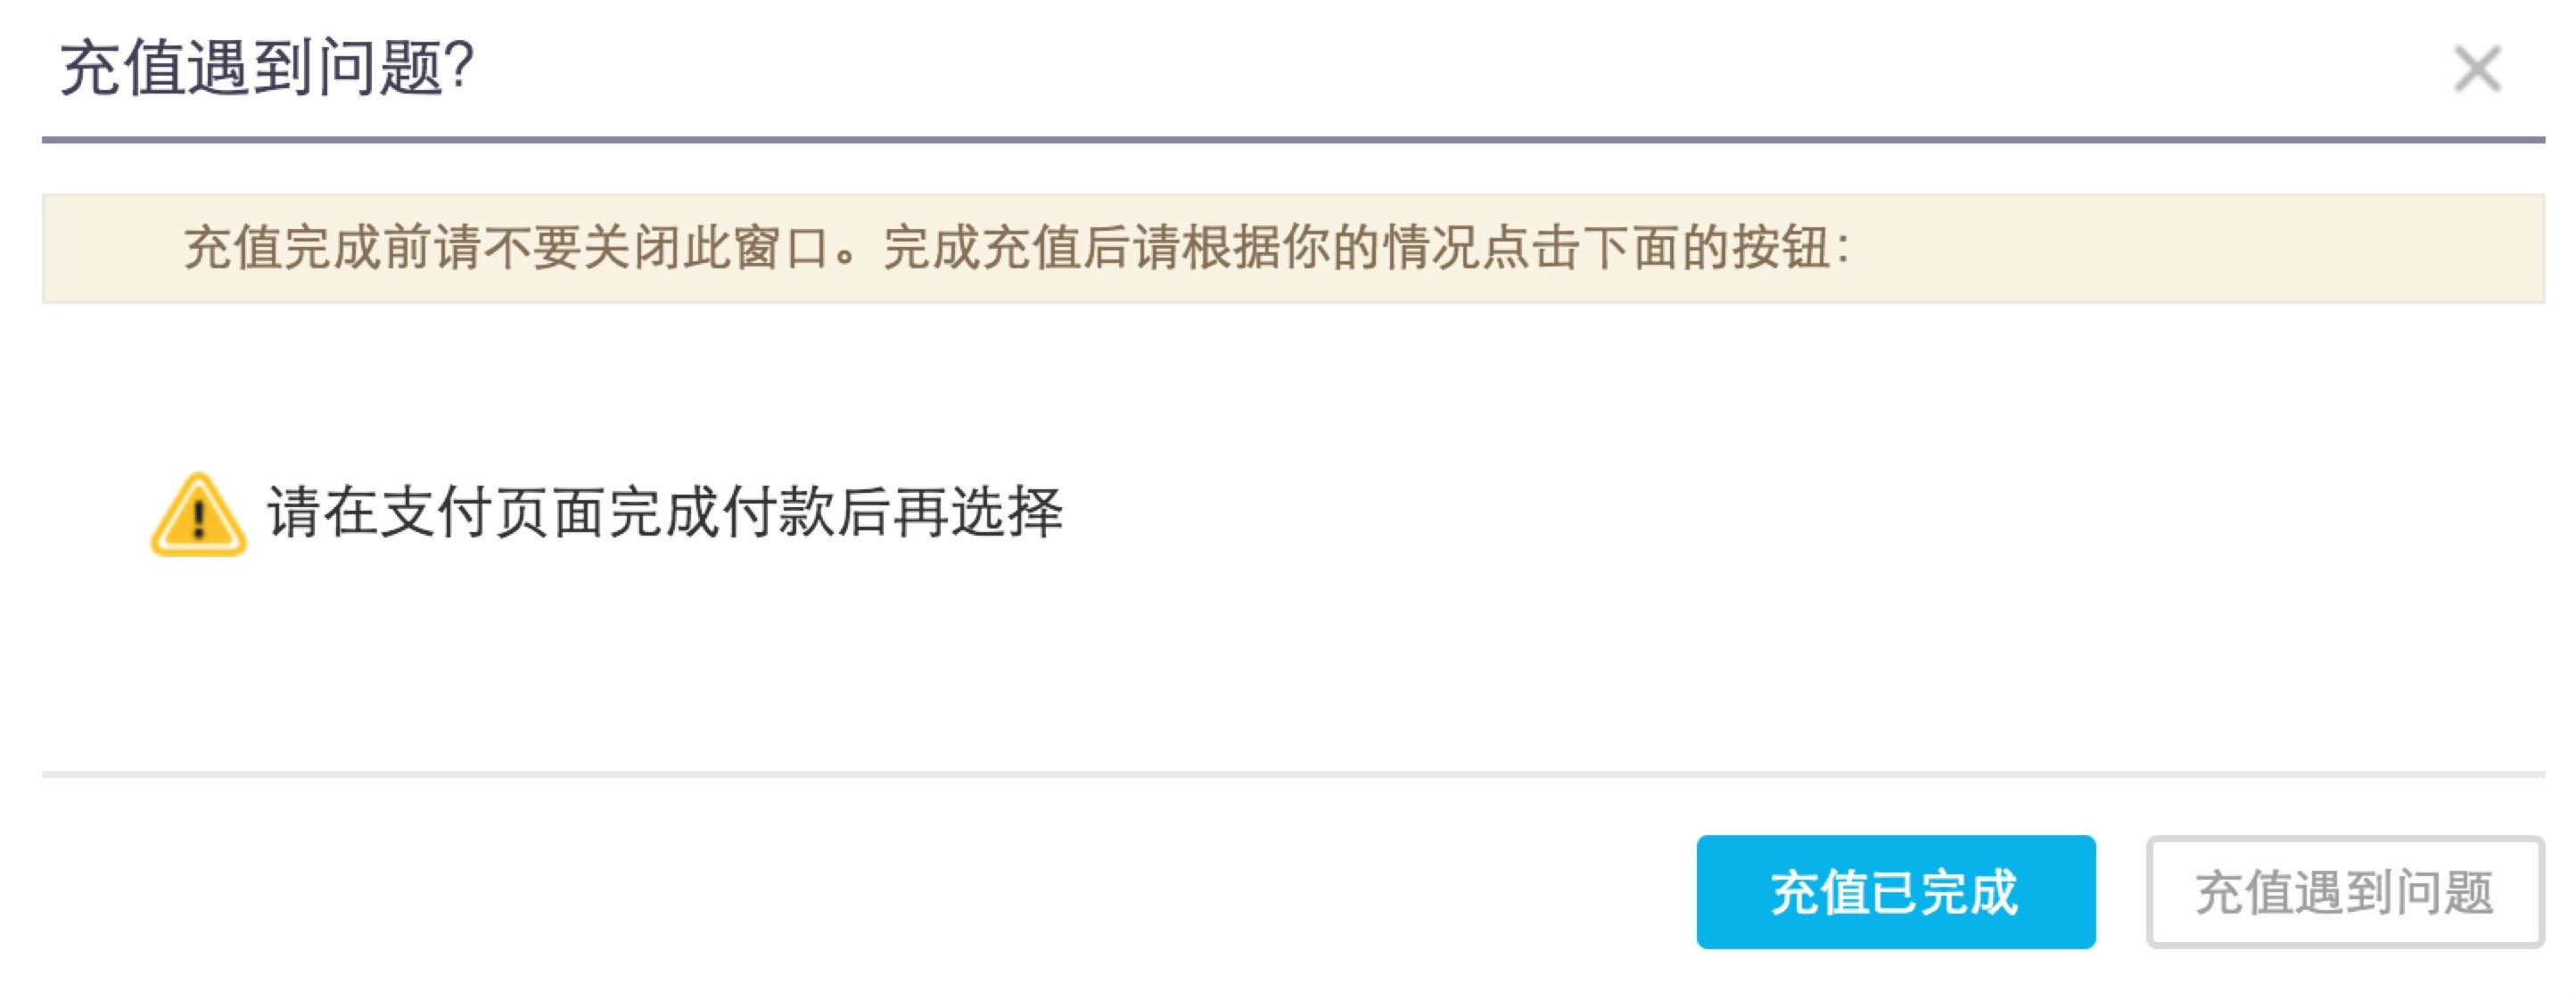 充值遇到问题?
充值完成前请不要关闭此窗口。完成充值后请根据你的情况点击下面的按钮:
请在支付页面完成付款后再选择
充值已完成
充值遇到问题